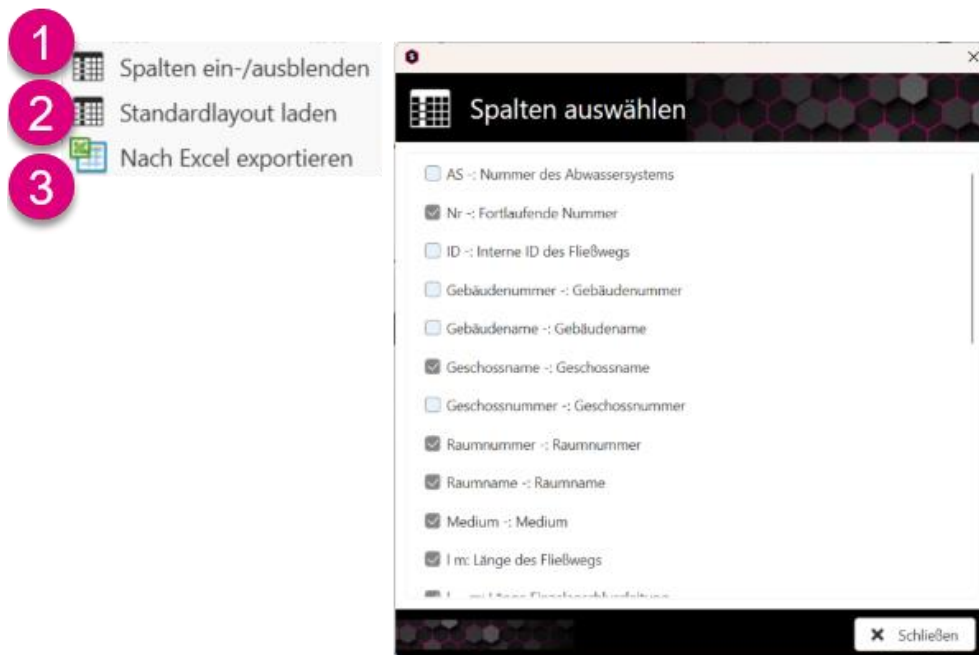 1
Spalten ein-/ausblenden
2
Standardlayout laden
3
Nach Excel exportieren
Spalten auswählen
AS -: Nummer des Abwassersystems
Nr -: Fortlaufende Nummer
ID -: Interne ID des Fließwegs
Gebäudenummer -: Gebäudenummer
Gebäudename -: Gebäudename
Geschossname -: Geschossname
Geschossnummer -: Geschossnummer
Raumnummer -: Raumnummer
Raumname -: Raumname
Medium -: Medium
l m: Länge des Fließwegs
Schließen